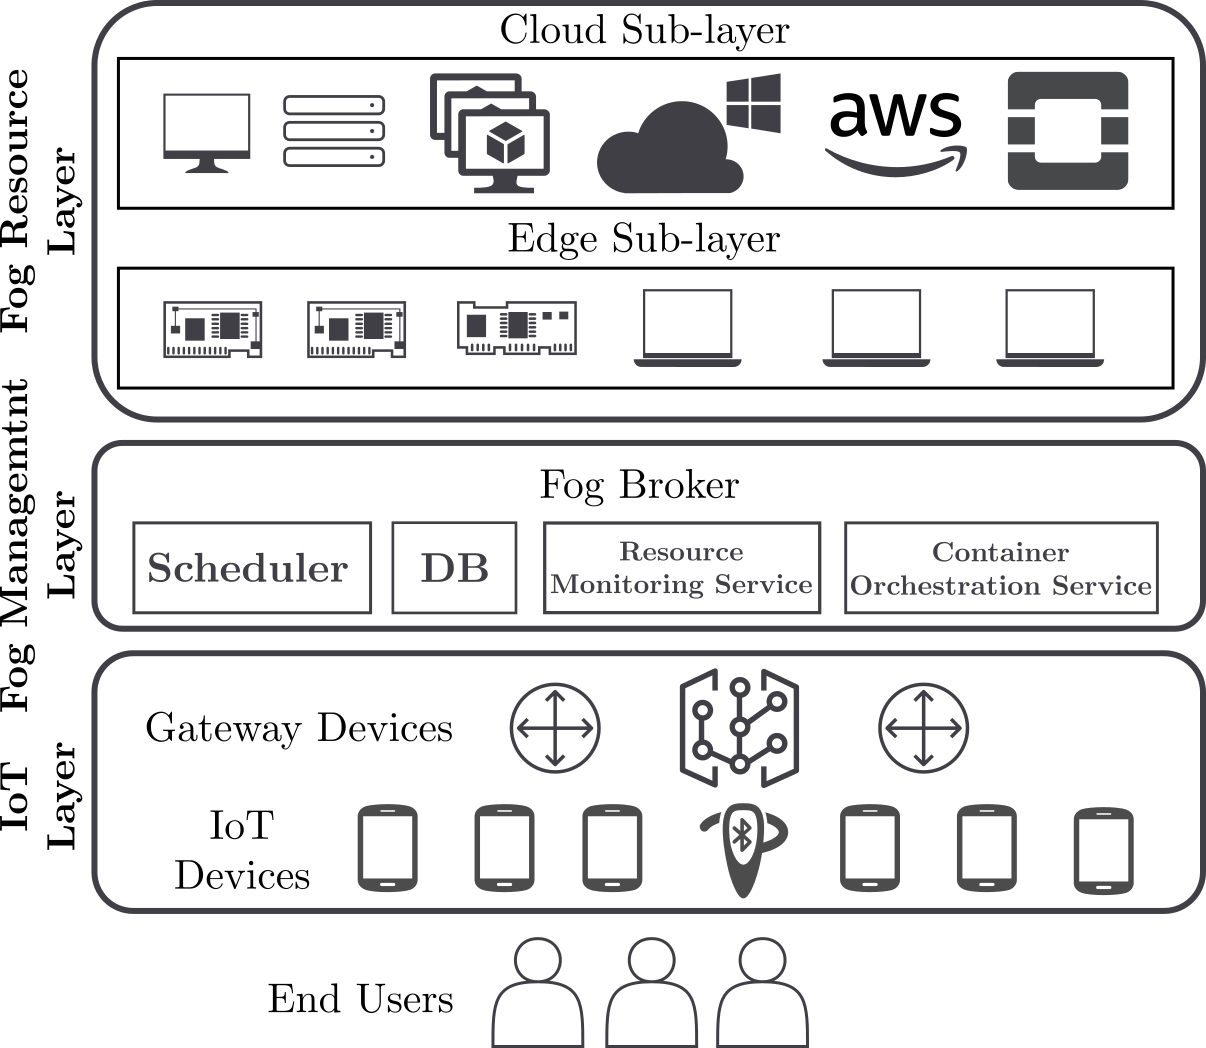 Cloud Sub-layer
aws
Fog Resource
Layer
Edge Sub-layer
Fog Managemtnt
Layer
Fog Broker
Scheduler
DB
Resource
Monitoring Service
Container
Orchestration Service
IoT
Layer
Gateway Devices
IoT
Devices
End Users